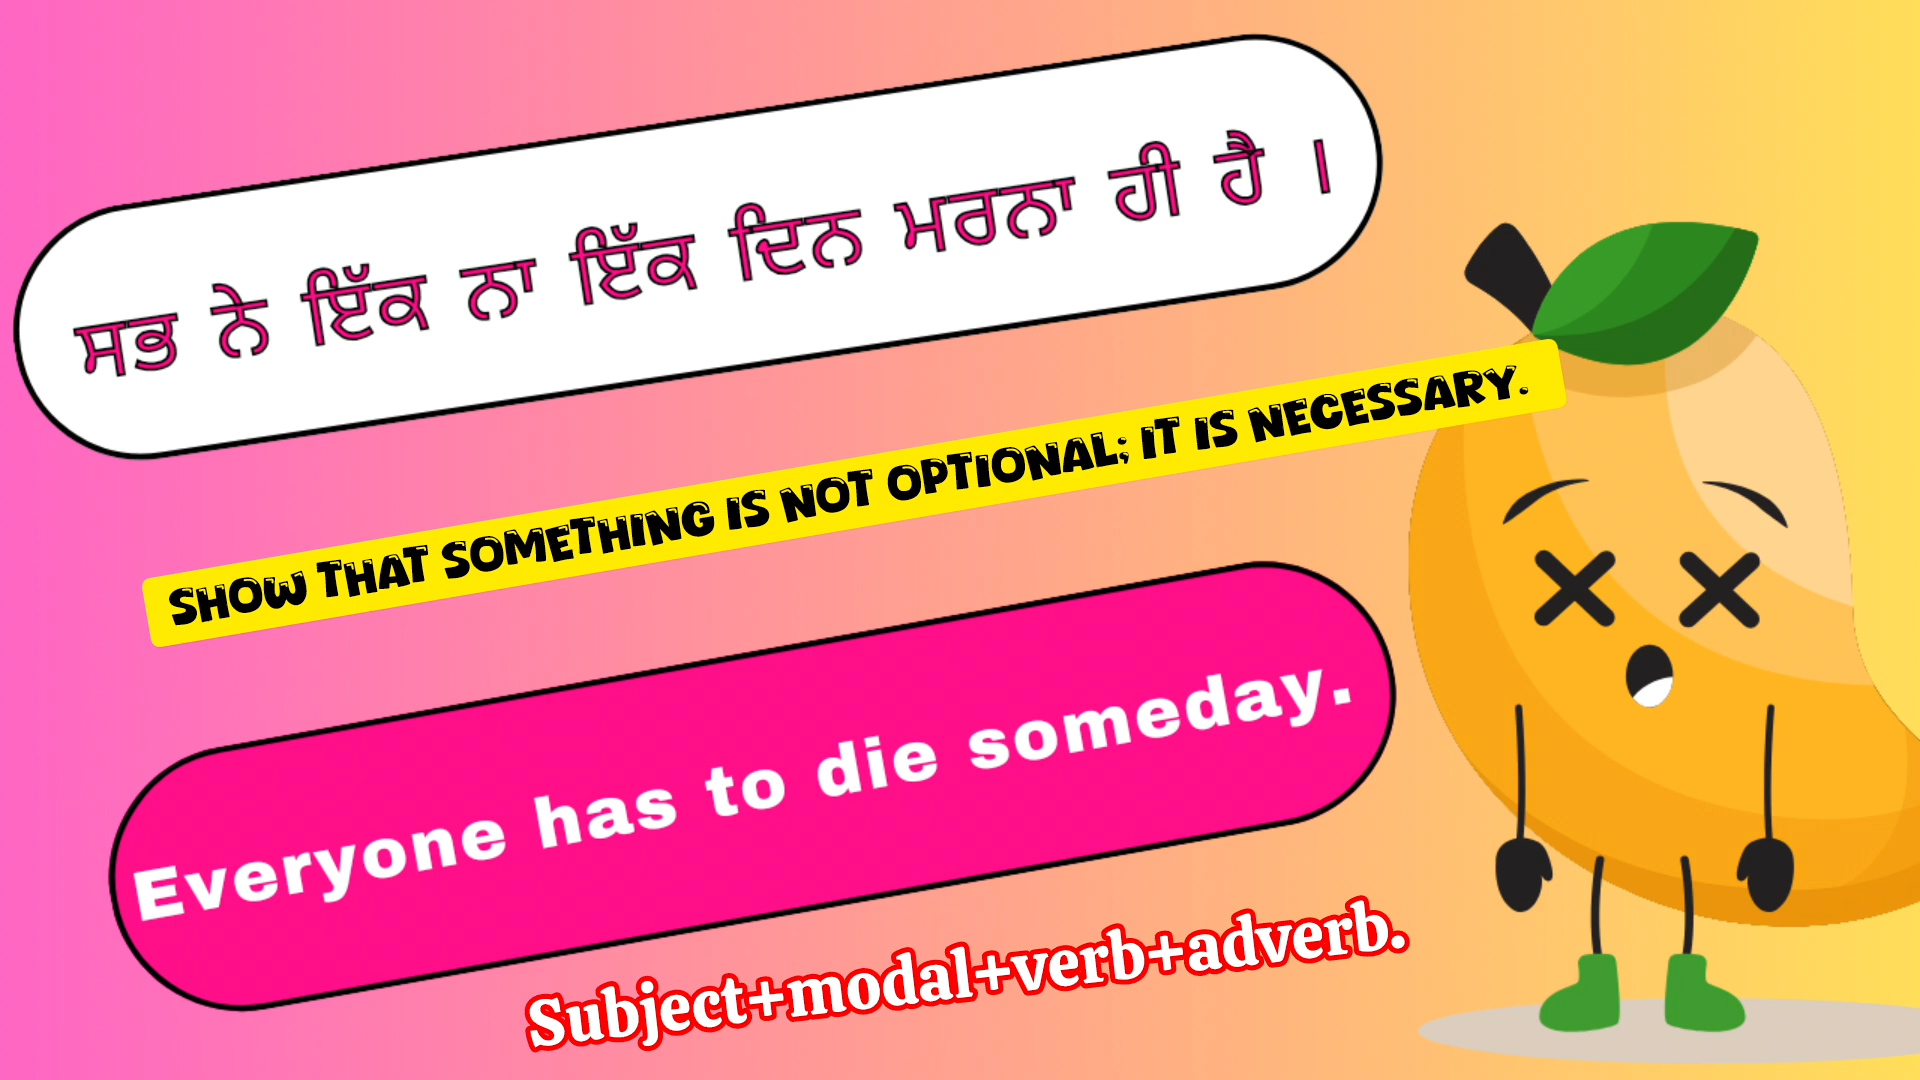 ਸਭ ਨੇ ਇੱਕ ਨਾ ਇੱਕ ਦਿਨ ਮਰਨਾ ਹੀ ਹੈ ।
SHOW THAT SOMETHING IS NOT OPTIONAL; IT IS NECESSARY.
Everyone has to die someday.
Subject+modal+verb+adverb.